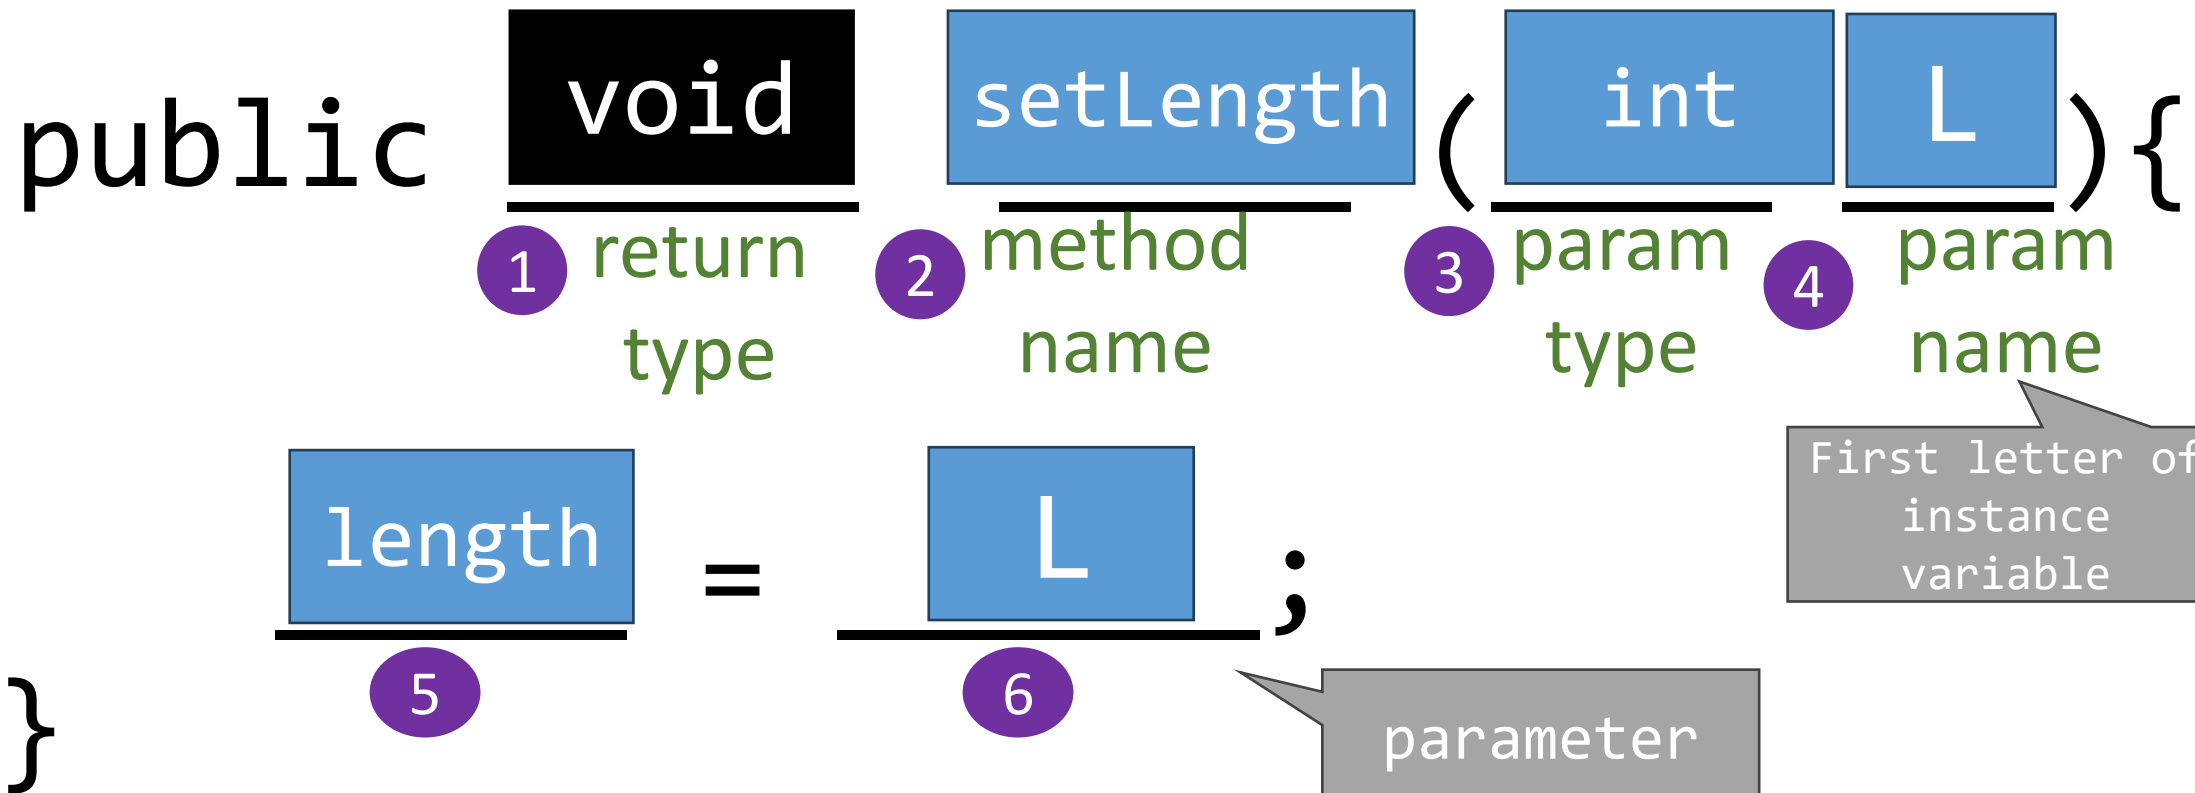 public void setLength ( int L ){
1 return type 2 method name 3 param type 4 param name
First letter of
instance
variable
length = L ;
5 6
parameter
}